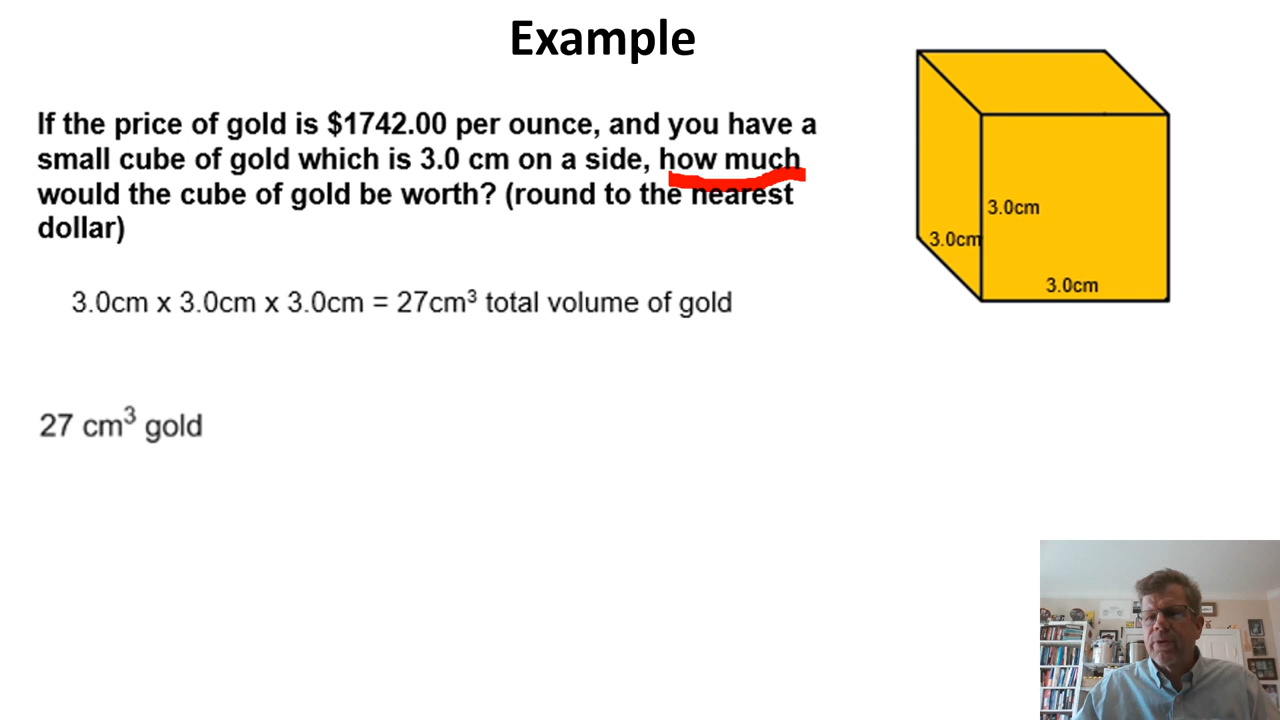 Example
If the price of gold is $1742.00 per ounce, and you have a
small cube of gold which is 3.0 cm on a side, how much
would the cube of gold be worth? (round to the nearest
dollar)
3.0cm x 3.0cm x 3.0cm = 27cm³ total volume of gold
27 cm³ gold
3.0cm
3.0cm
3.0cm